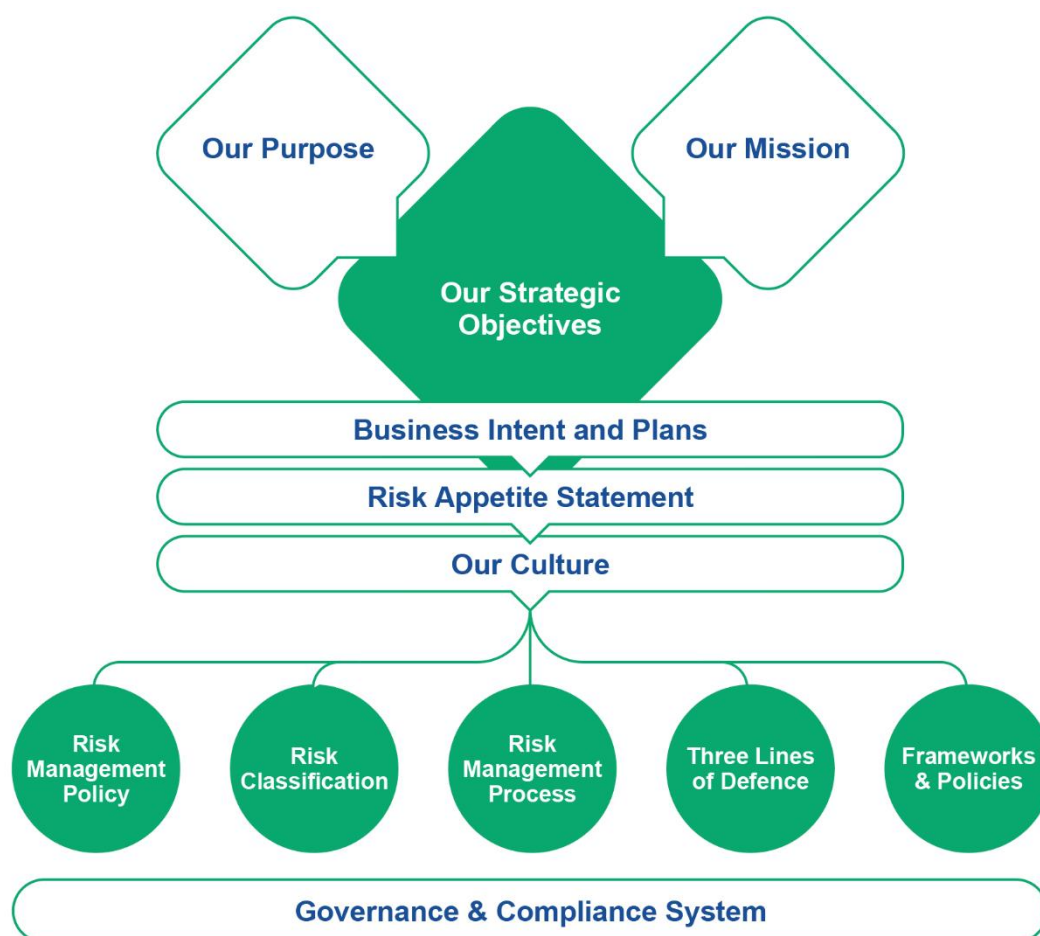 Our Purpose
Our Mission
Our Strategic
Objectives
Business Intent and Plans
Risk Appetite Statement
Our Culture
Risk
Management
Policy
Risk
Classification
Risk
Management
Process
Three Lines
of Defence
Frameworks
& Policies
Governance & Compliance System